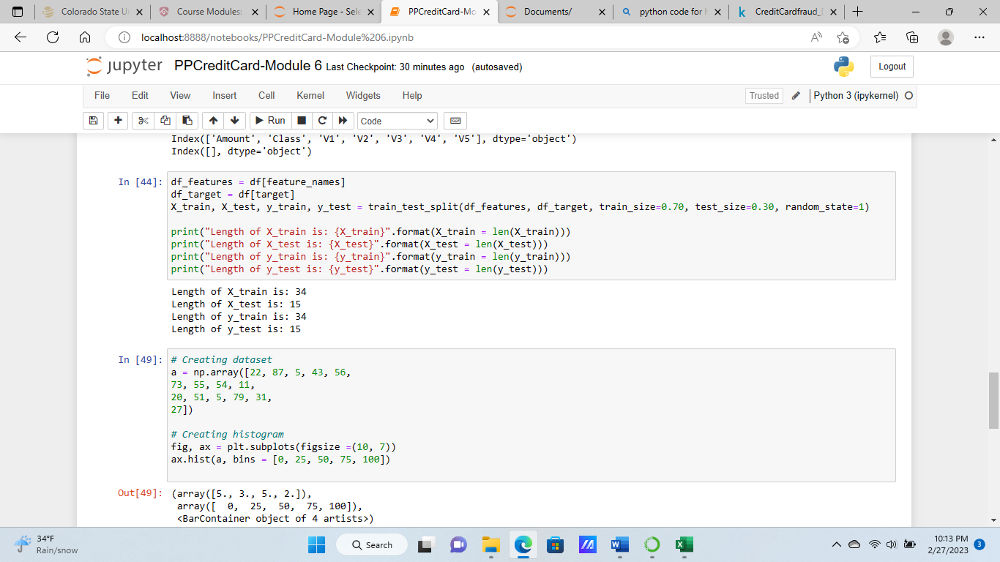 Colorado State U
Course Modules:
Home Page - Sele
PPCreditCard-Mo
Documents/
python code for
CreditCardfraud_
localhost:8888/notebooks/PPCreditCard-Module%206.ipynb
jupyter PPCreditCard-Module 6 Last Checkpoint: 30 minutes ago (autosaved)
Logout
File Edit View Insert Cell Kernel Widgets Help
Trusted
Python 3 (ipykernel)
Run
Code
Index(['Amount', 'Class', 'V1', 'V2', 'V3', 'V4', 'V5'], dtype='object')
Index([], dtype='object')
In [44]: df_features = df[feature_names]
df_target = df[target]
X_train, X_test, y_train, y_test = train_test_split(df_features, df_target, train_size=0.70, test_size=0.30, random_state=1)
print("Length of X_train is: {X_train}".format(X_train = len(X_train)))
print("Length of X_test is: {X_test}".format(X_test = len(X_test)))
print("Length of y_train is: {y_train}".format(y_train = len(y_train)))
print("Length of y_test is: {y_test}".format(y_test = len(y_test)))
Length of X_train is: 34
Length of X_test is: 15
Length of y_train is: 34
Length of y_test is: 15
In [49]: # Creating dataset
a = np.array([22, 87, 5, 43, 56,
73, 55, 54, 11,
20, 51, 5, 79, 31,
27])
# Creating histogram
fig, ax = plt.subplots(figsize =(10, 7))
ax.hist(a, bins = [0, 25, 50, 75, 100])
Out[49]: (array([5., 3., 5., 2.]),
array([  0,  25,  50,  75, 100]),
<BarContainer object of 4 artists>)
34°F
Rain/snow
Search
10:13 PM
2/27/2023
3